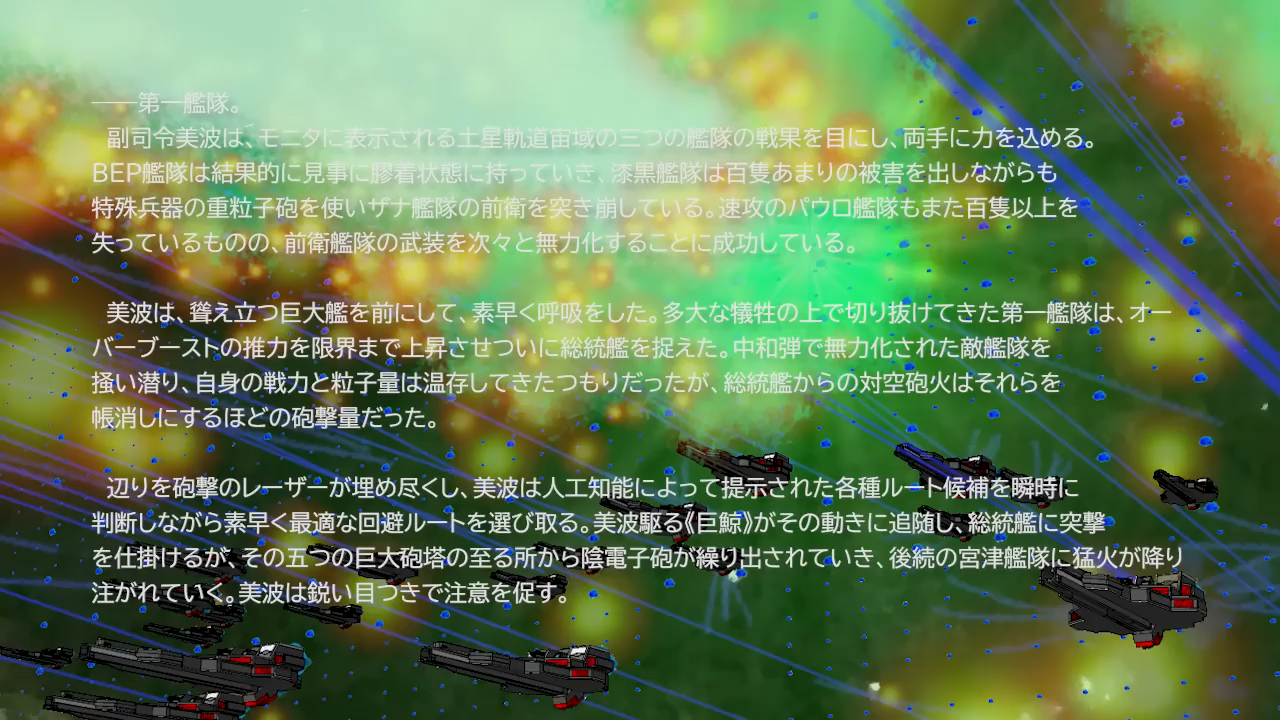 ──第一艦隊。
副司令美波は、モニタに表示される土星軌道宙域の三つの艦隊の戦果を目にし、両手に力を込める。
BEP艦隊は結果的に見事に膠着状態に持っていき、漆黒艦隊は百隻あまりの被害を出しながらも
特殊兵器の重粒子砲を使いザナ艦隊の前衛を突き崩している。速攻のパウロ艦隊もまた百隻以上を
失っているものの、前衛艦隊の武装を次々と無力化することに成功している。
美波は、聳え立つ巨大艦を前にして、素早く呼吸をした。多大な犠牲の上で切り抜けてきた第一艦隊は、オー
バーブーストの推力を限界まで上昇させついに総統艦を捉えた。中和弾で無力化された敵艦隊を
掻い潜り、自身の戦力と粒子量は温存してきたつもりだったが、総統艦からの対空砲火はそれらを
帳消しにするほどの砲撃量だった。
辺りを砲撃のレーザーが埋め尽くし、美波は人工知能によって提示された各種ルート候補を瞬時に
判断しながら素早く最適な回避ルートを選び取る。美波駆る《巨鯨》がその動きに追随し、総統艦に突撃
を仕掛けるが、その五つの巨大砲塔の至る所から陰電子砲が繰り出されていき、後続の宮津艦隊に猛火が降り
注がれていく。美波は鋭い目つきで注意を促す。